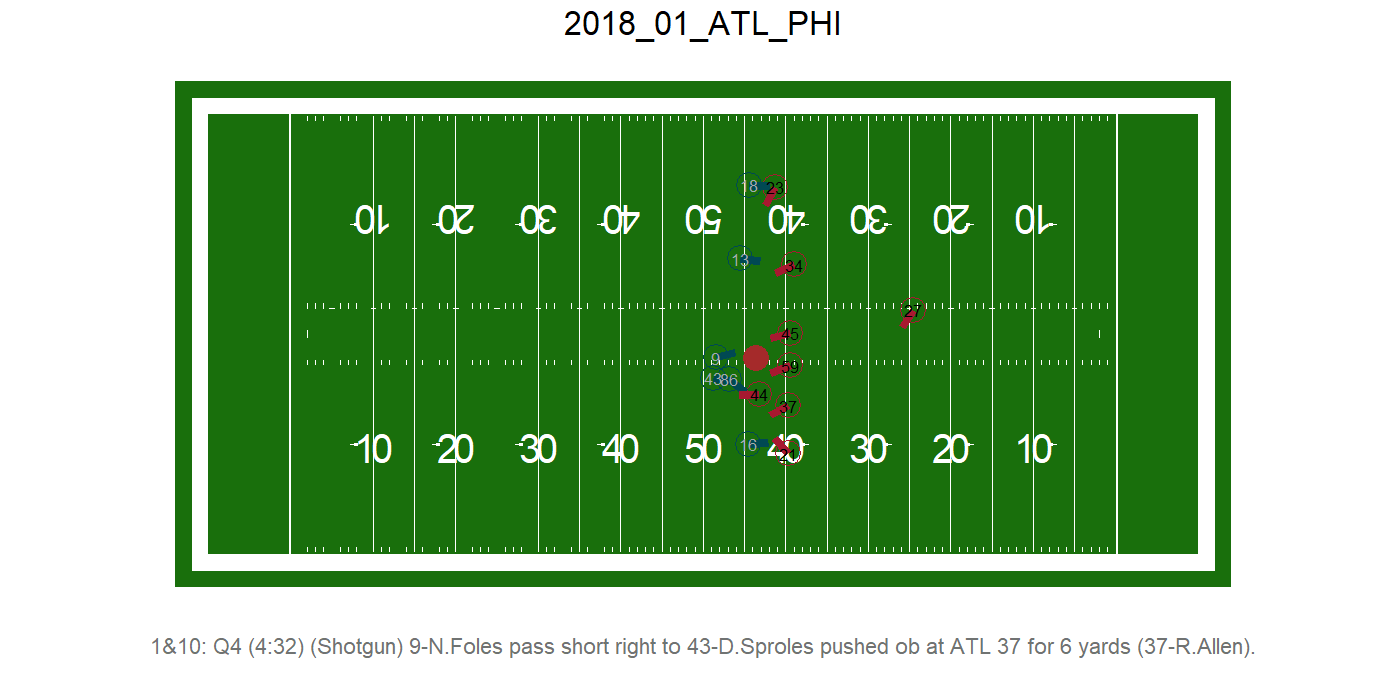 2018_01_ATL_PHI
18 23
10 20 30 40 50 40 30 20 10
13 34
27
45
9
59
43 86
44
37
16
10 20 30 40 50 40 30 20 10
21
1&10: Q4 (4:32) (Shotgun) 9-N.Foles pass short right to 43-D.Sproles pushed ob at ATL 37 for 6 yards (37-R.Allen).